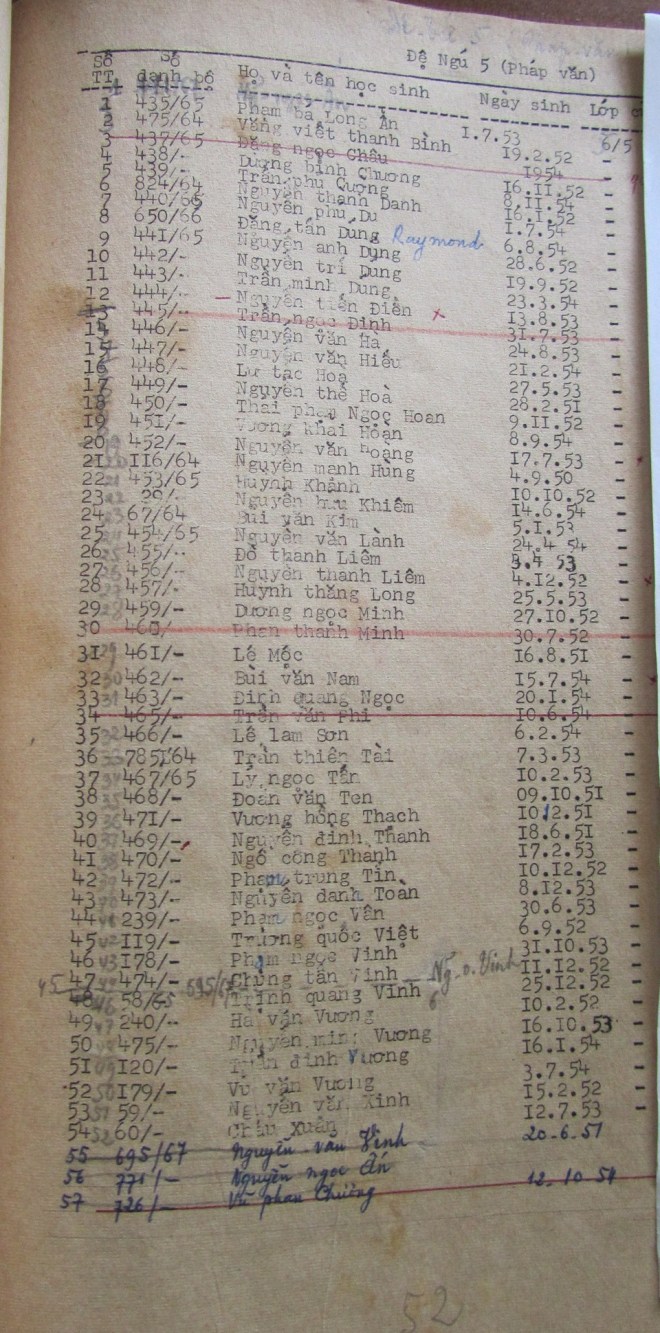 Đệ Ngũ 5 (Pháp văn)
Số TT Số danh bộ Họ và tên học sinh Ngày sinh Lớp
1 435/65 Phạm bá Long Ân 1.7.53 6/5
2 475/64 Văng viết thanh Bình 19.2.52 -
3 437/65 Đặng ngọc Châu 1954 -
4 438/- Dương bỉnh Chương 16.11.52 -
5 439/- Trần phú Cường 8.11.54 -
6 824/64 Nguyễn thanh Danh 16.1.52 -
7 440/65 Nguyễn phú Du 1.7.54 -
8 650/66 Đặng tấn Dũng Raymond 6.8.54 -
9 441/65 Nguyễn anh Dũng 28.6.52 -
10 442/- Nguyễn trí Dũng 19.9.52 -
11 443/- Trần minh Dũng 23.3.54 -
12 444/- Nguyễn tiến Điền x 13.8.53 -
13 445/- Trần ngọc Định 31.7.53 -
14 446/- Nguyễn văn Hà 24.8.53 -
15 447/- Nguyễn văn Hiếu 21.2.54 -
16 448/- Lư tắc Hoa 27.5.53 -
17 449/- Nguyễn thế Hoà 28.2.51 -
18 450/- Thái phan Ngọc Hoan 9.11.52 -
19 451/- Vương khai Hoàn 8.9.54 -
20 452/- Nguyễn văn Hoàng 17.7.53 -
21 116/64 Nguyễn mạnh Hùng 4.9.50 -
22 453/65 Huỳnh Khánh 10.10.52 -
23 Nguyễn hữu Khiêm 14.6.54 -
24 67/64 Bùi văn Kim 5.1.53 -
25 454/65 Nguyễn văn Lành 24.4.54 -
26 455/- Đỗ thanh Liêm 3.4.53 -
27 456/- Nguyễn thanh Liêm 4.12.52 -
28 457/- Huỳnh thăng Long 25.5.53 -
29 459/- Dương ngọc Minh 27.10.52 -
30 460/- Phan thanh Minh 30.7.52 -
31 461/- Lê Mộc 16.8.51 -
32 462/- Bùi văn Nam 15.7.54 -
33 463/- Đinh quang Ngọc 20.1.54 -
34 465/- Trần văn Phi 10.6.54 -
35 466/- Lê lam Sơn 6.2.54 -
36 785/64 Trần thiện Tài 7.3.53 -
37 467/65 Lý ngọc Tấn 10.2.53 -
38 468/- Đoàn văn Ten 09.10.51 -
39 471/- Vương hồng Thạch 10.12.51 -
40 469/- Nguyễn đình Thanh 18.6.51 -
41 470/- Ngô công Thạnh 17.2.53 -
42 472/- Phạm trung Tín 10.12.52 -
43 473/- Nguyễn danh Toàn 8.12.53 -
44 239/- Phạm ngọc Vân 30.6.53 -
45 119/- Trương quốc Việt 6.9.52 -
46 178/- Phạm ngọc Vinh 31.10.53 -
47 474/- Chủng tấn Vinh Ng. v. Vinh 11.12.52 -
48 58/65 Trịnh quang Vinh 25.12.52 -
49 240/- Hà văn Vương 10.2.52 -
50 475/- Nguyễn minh Vương 16.10.53 -
51 120/- Trần đình Vương 16.1.54 -
52 179/- Vũ văn Vương 3.7.54 -
53 59/- Nguyễn văn Xinh 15.2.52 -
54 60/- Châu xuân 12.7.53 -
55 695/67 Nguyễn văn Vinh 20-6.51
56 771/- Nguyễn ngọc Ấn
57 726/- Vũ phan Chương 12.10.54
52